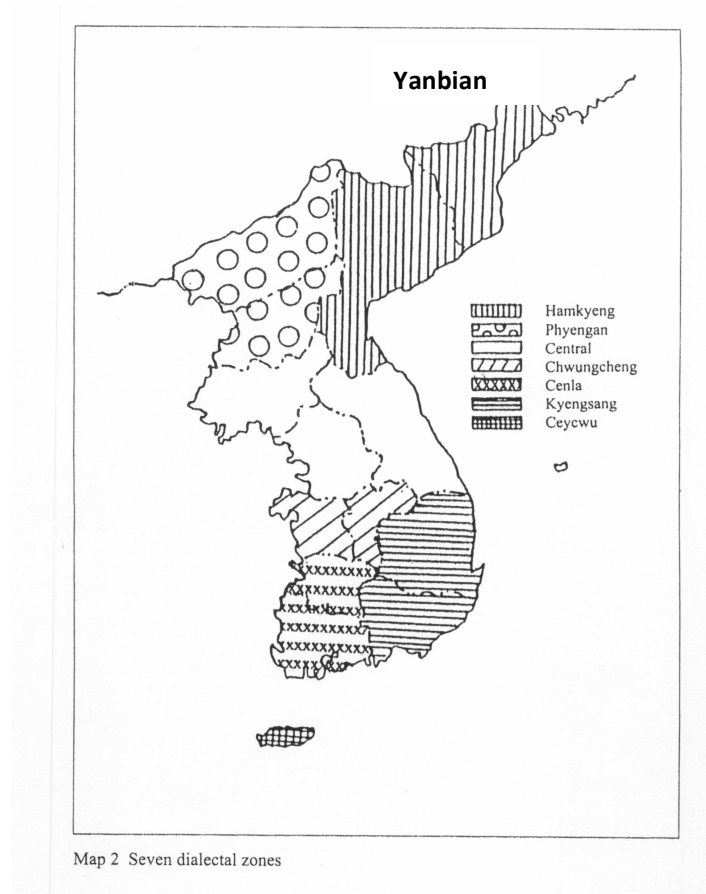 Yanbian
Hamkyeng
Phyengan
Central
Chwungcheng
Cenla
Kyengsang
Ceycwu
Map 2 Seven dialectal zones